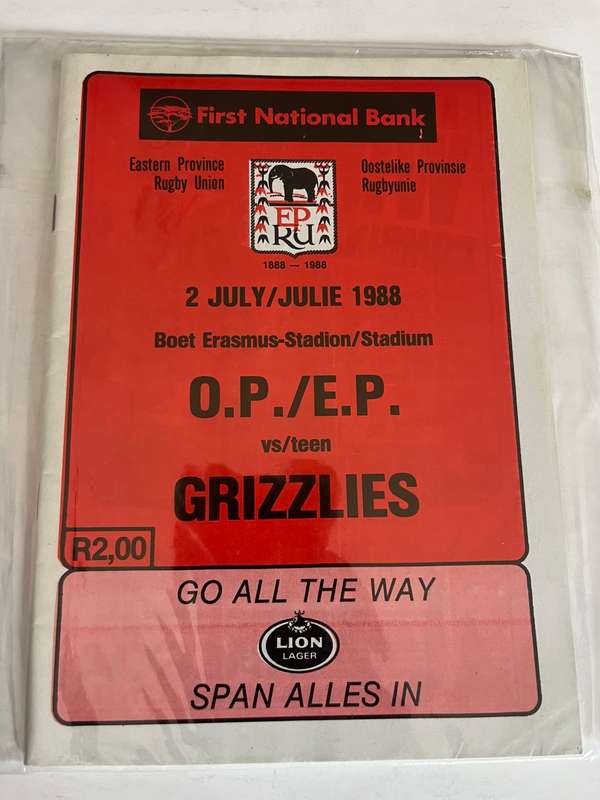 First National Bank
Eastern Province
Rugby Union
Oostelike Provinsie
Rugbyunie
EP
RU
1888 — 1988
2 JULY/JULIE 1988
Boet Erasmus-Stadion/Stadium
O.P./E.P.
vs/teen
GRIZZLIES
R2,00
GO ALL THE WAY
LION
LAGER
SPAN ALLES IN